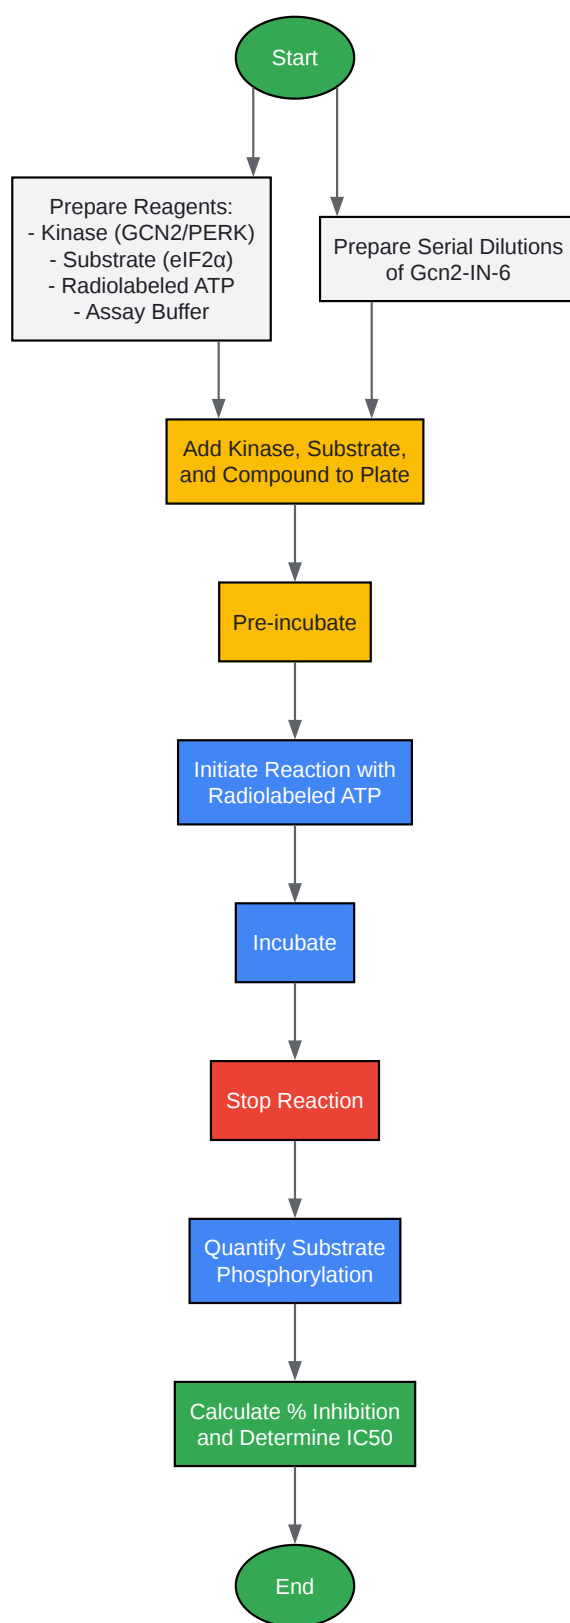 Start
Prepare Reagents:
- Kinase (GCN2/PERK)
- Substrate (eIF2α)
- Radiolabeled ATP
- Assay Buffer
Prepare Serial Dilutions
of Gcn2-IN-6
Add Kinase, Substrate,
and Compound to Plate
Pre-incubate
Initiate Reaction with
Radiolabeled ATP
Incubate
Stop Reaction
Quantify Substrate
Phosphorylation
Calculate % Inhibition
and Determine IC50
End